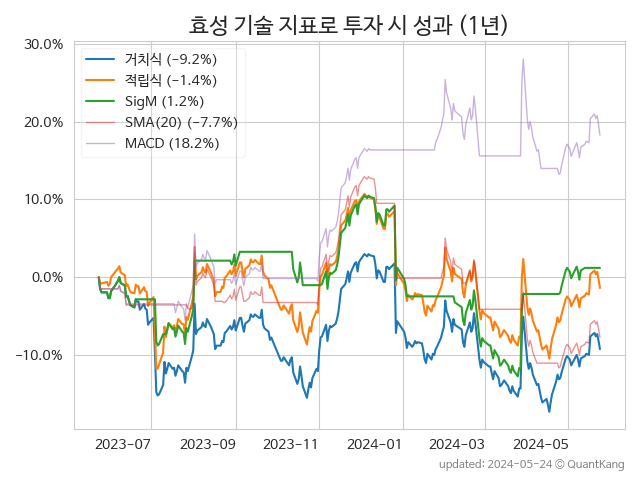 효성 기술 지표로 투자 시 성과 (1년)
30.0%
20.0%
10.0%
0.0%
−10.0%
거치식 (−9.2%)
적립식 (−1.4%)
SigM (1.2%)
SMA(20) (−7.7%)
MACD (18.2%)
2023-07 2023-09 2023-11 2024-01 2024-03 2024-05
updated: 2024-05-24 © QuantKang